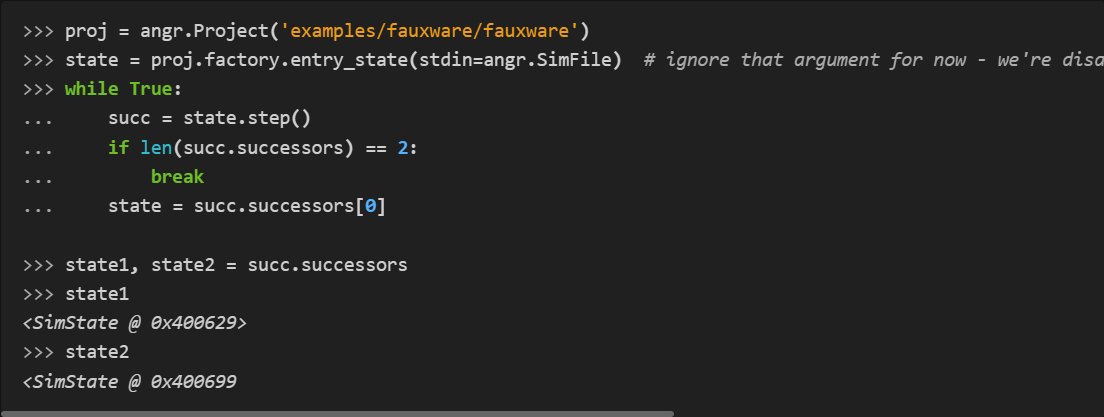 >>> proj = angr.Project('examples/fauxware/fauxware')
>>> state = proj.factory.entry_state(stdin=angr.SimFile)  # ignore that argument for now - we're disa
>>> while True:
...     succ = state.step()
...     if len(succ.successors) == 2:
...         break
...     state = succ.successors[0]
>>> state1, state2 = succ.successors
>>> state1
<SimState @ 0x400629>
>>> state2
<SimState @ 0x400699